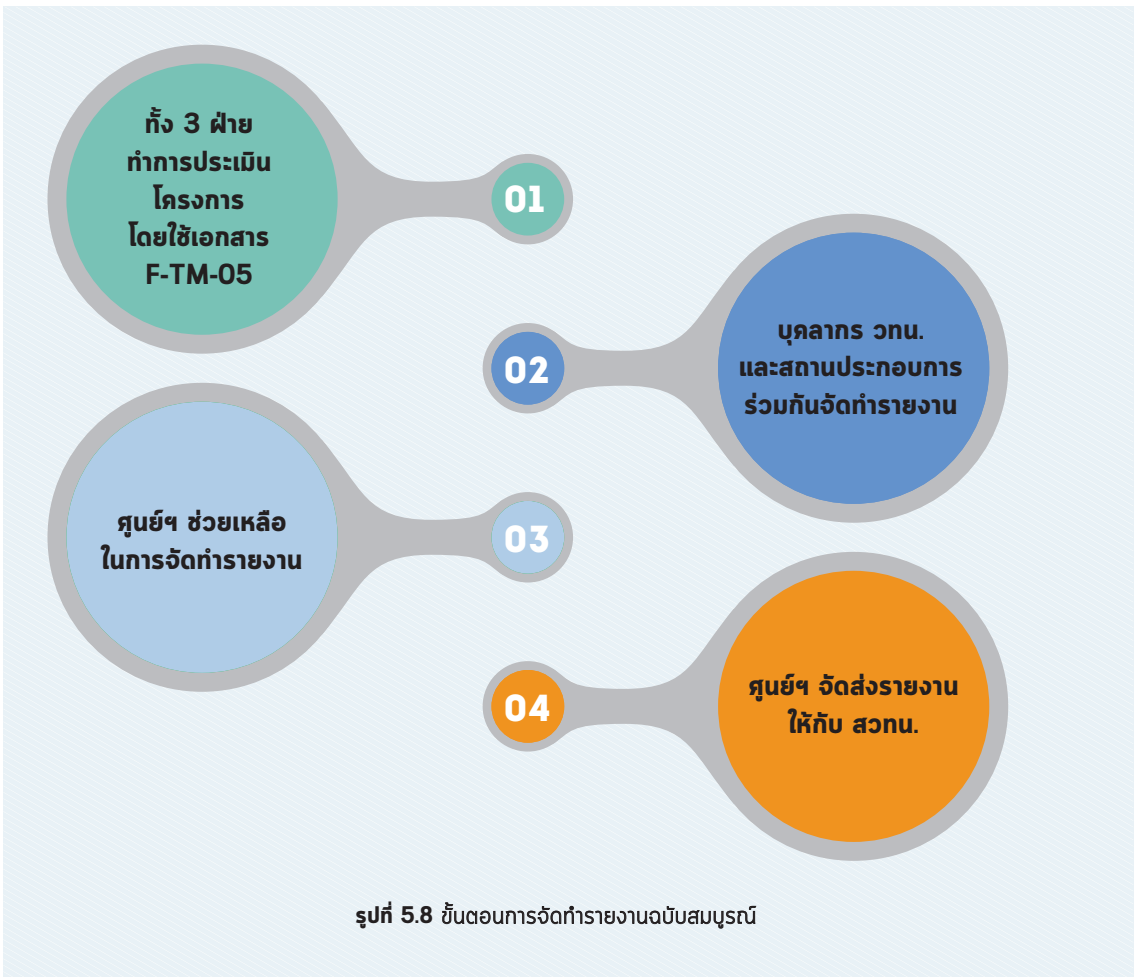 ทั้ง 3 ฝ่าย
ทำการประเมิน
โครงการ
โดยใช้เอกสาร
F-TM-05
01
02
บุคลากร วทน.
และสถานประกอบการ
ร่วมกันจัดทำรายงาน
ศูนย์ฯ ช่วยเหลือ
ในการจัดทำรายงาน
03
04
ศูนย์ฯ จัดส่งรายงาน
ให้กับ สวทน.
รูปที่ 5.8 ขั้นตอนการจัดทำรายงานฉบับสมบูรณ์